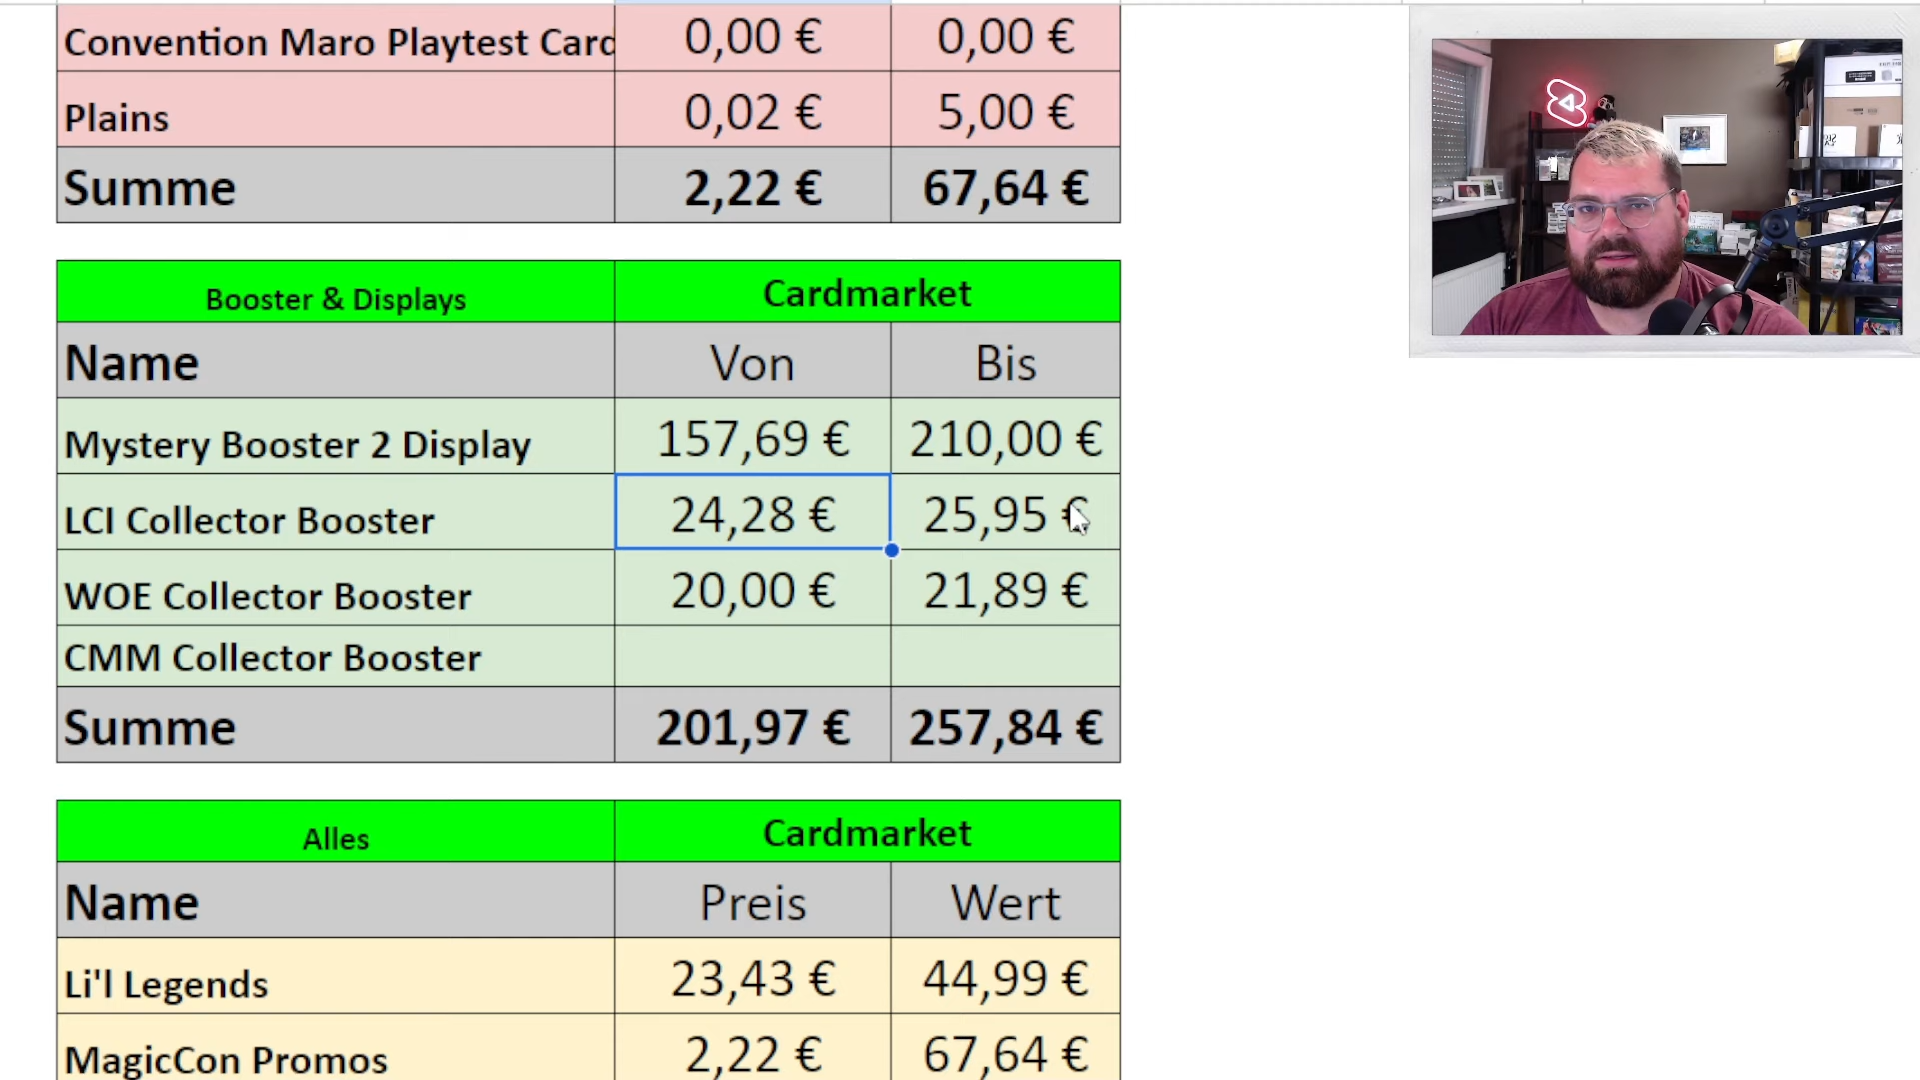 Convention Maro Playtest Card 0,00 € 0,00 €
Plains 0,02 € 5,00 €
Summe 2,22 € 67,64 €
Booster & Displays Cardmarket
Name Von Bis
Mystery Booster 2 Display 157,69 € 210,00 €
LCI Collector Booster 24,28 € 25,95 €
WOE Collector Booster 20,00 € 21,89 €
CMM Collector Booster
Summe 201,97 € 257,84 €
Alles Cardmarket
Name Preis Wert
Li'l Legends 23,43 € 44,99 €
MagicCon Promos 2,22 € 67,64 €